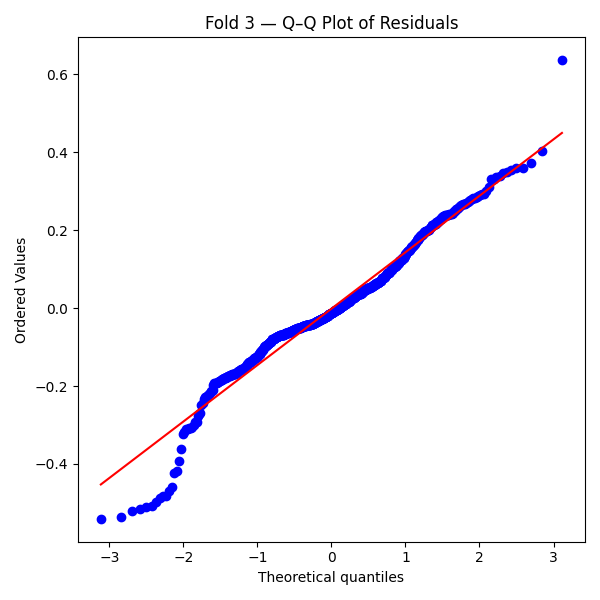 Fold 3 — Q–Q Plot of Residuals
Ordered Values
0.6
0.4
0.2
0.0
−0.2
−0.4
−3 −2 −1 0 1 2 3
Theoretical quantiles